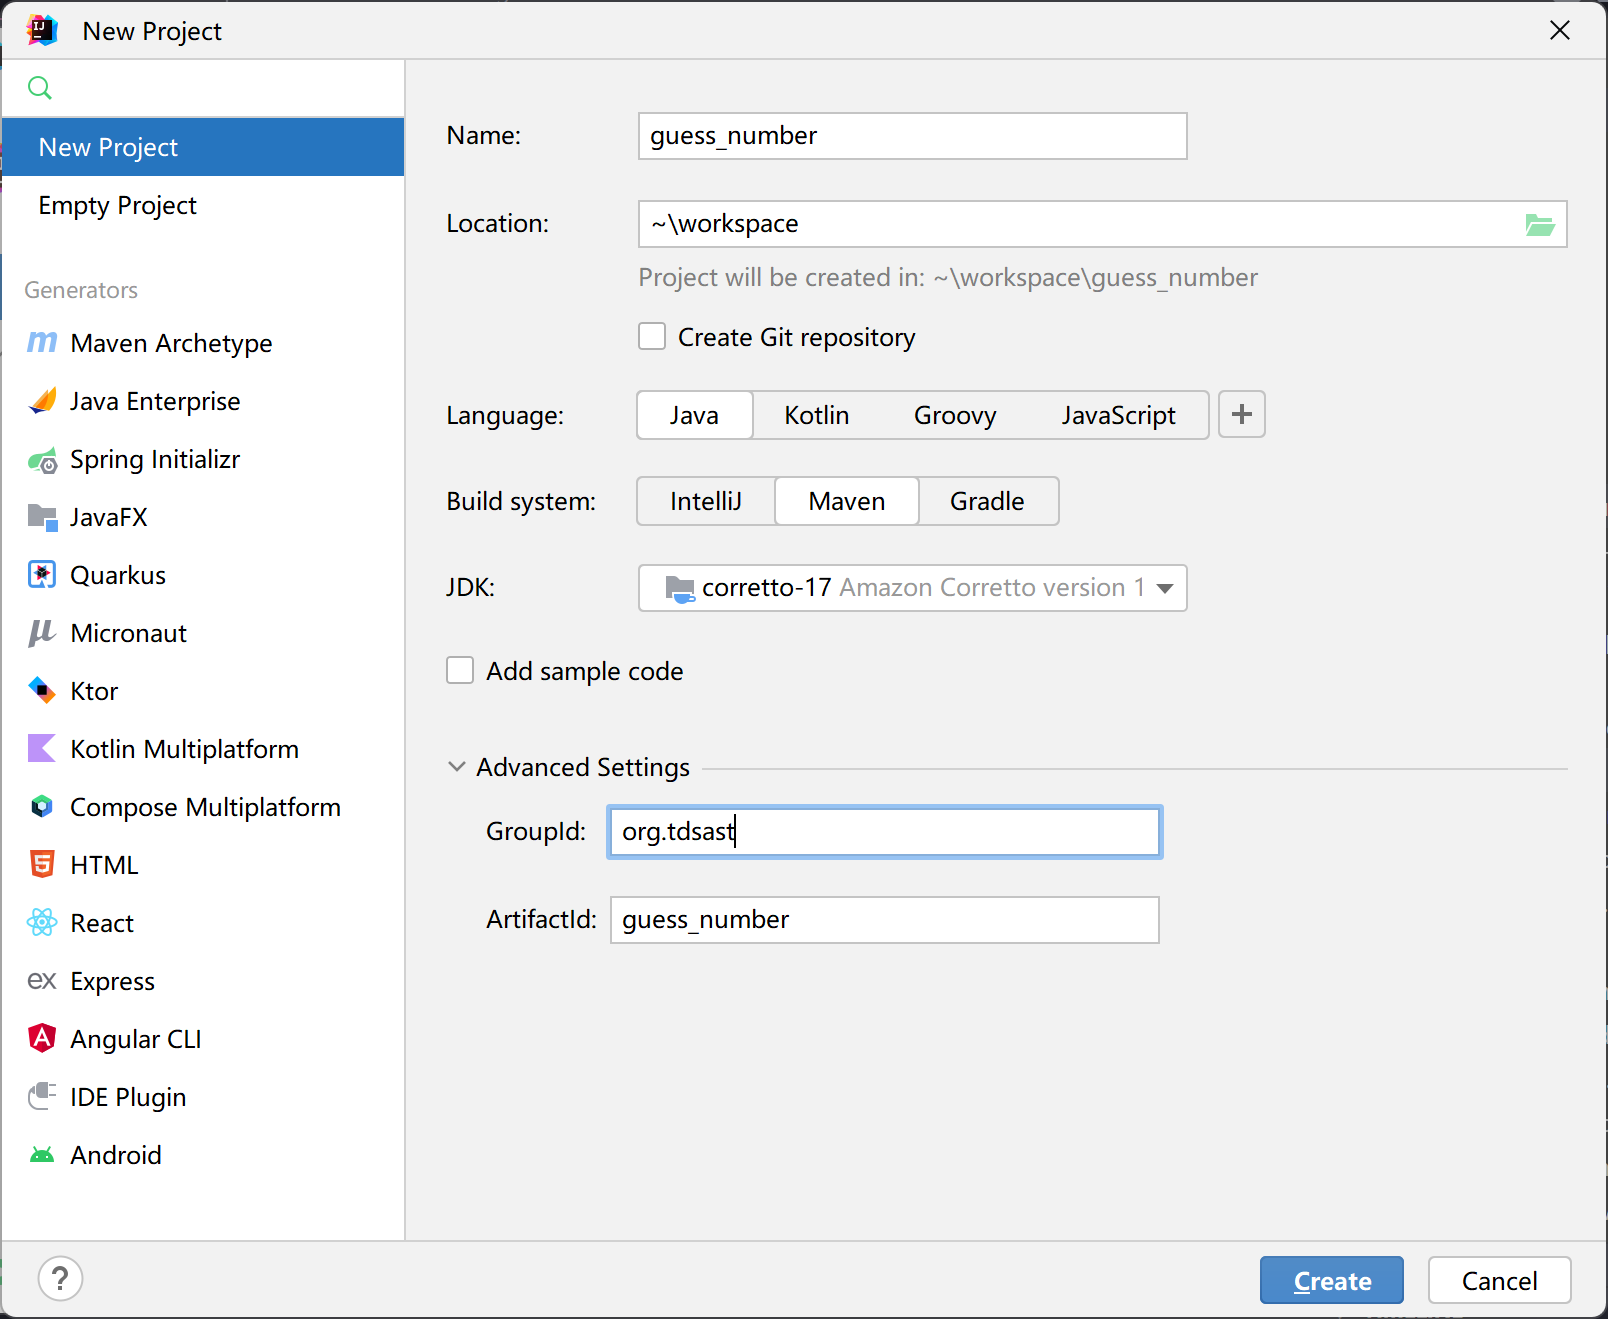 New Project
New Project
Empty Project
Generators
Maven Archetype
Java Enterprise
Spring Initializr
JavaFX
Quarkus
Micronaut
Ktor
Kotlin Multiplatform
Compose Multiplatform
HTML
React
ex Express
Angular CLI
IDE Plugin
Android
Name: guess_number
Location: ~\workspace
Project will be created in: ~\workspace\guess_number
Create Git repository
Language: Java Kotlin Groovy JavaScript +
Build system: IntelliJ Maven Gradle
JDK: corretto-17 Amazon Corretto version 1
Add sample code
Advanced Settings
GroupId: org.tdsast
ArtifactId: guess_number
? Create Cancel